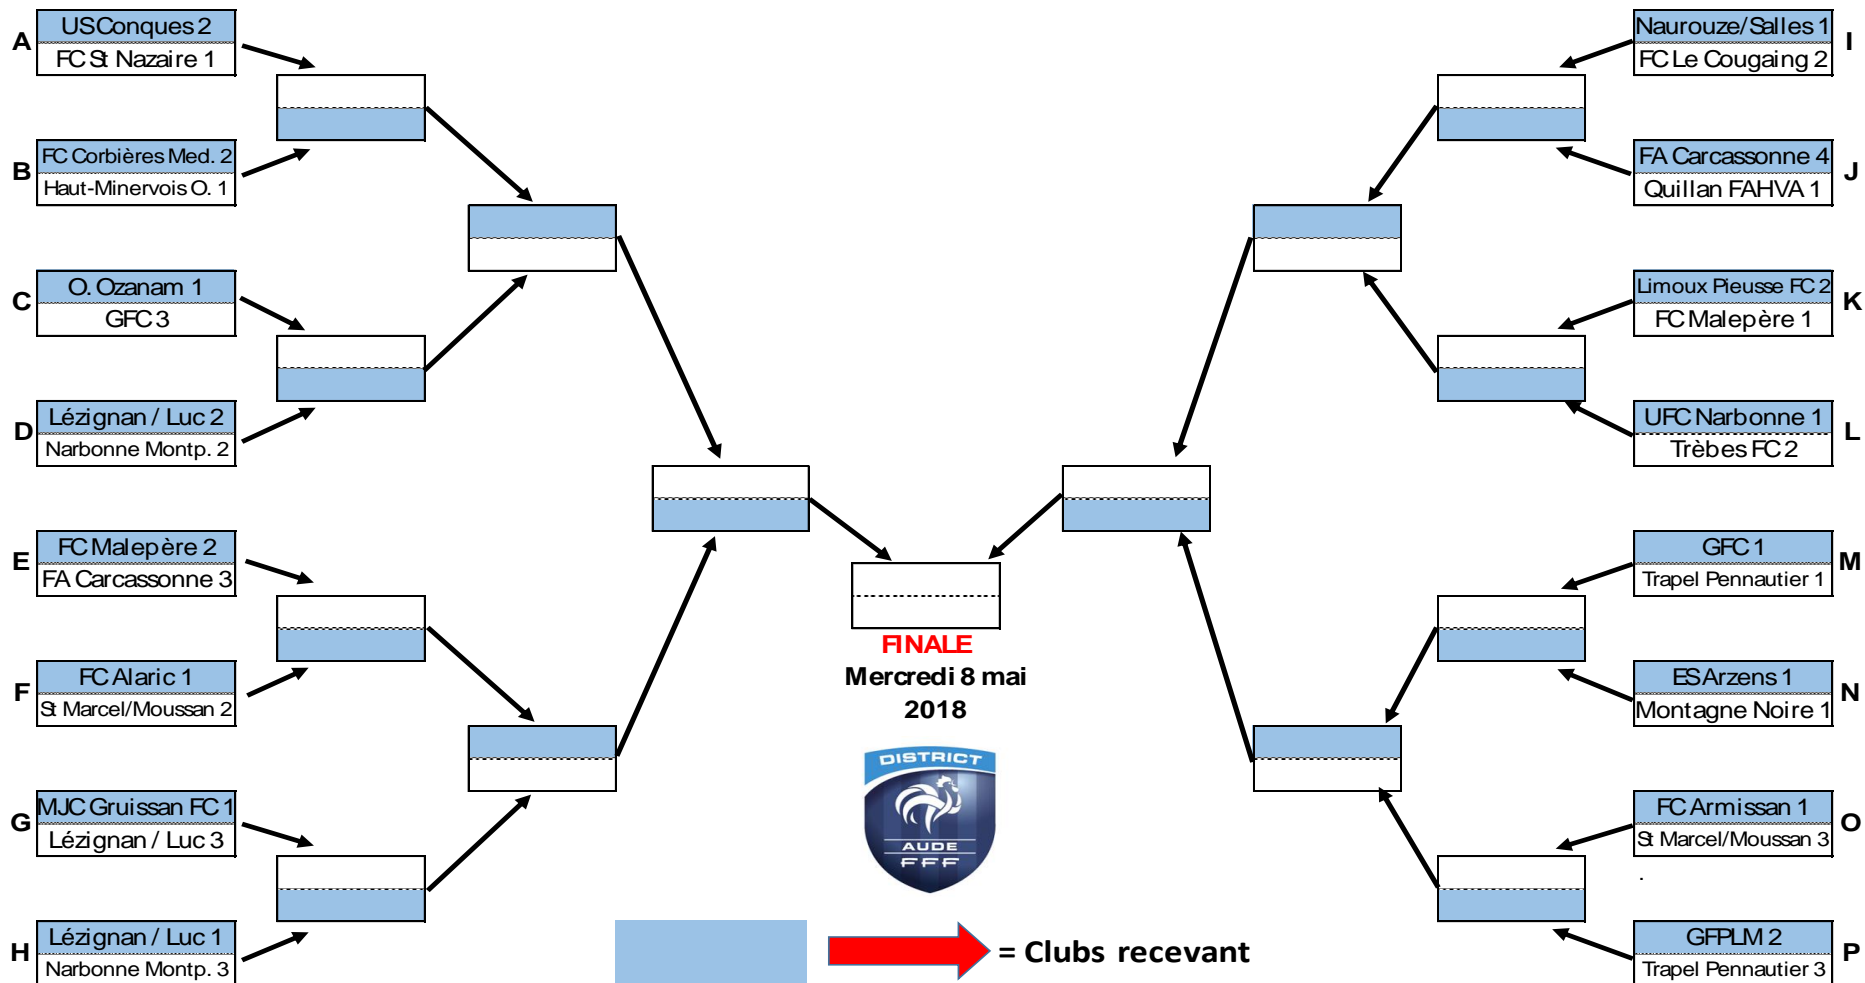 A
US Conques 2
FC St Nazaire 1
B
FC Corbières Med. 2
Haut-Minervois O. 1
C
O. Ozanam 1
GFC 3
D
Lézignan / Luc 2
Narbonne Montp. 2
E
FC Malepère 2
FA Carcassonne 3
F
FC Alaric 1
St Marcel/Moussan 2
G
MJC Gruissan FC 1
Lézignan / Luc 3
H
Lézignan / Luc 1
Narbonne Montp. 3
FINALE
Mercredi 8 mai
2018
DISTRICT
AUDE
FFF
= Clubs recevant
Naurouze/Salles 1
I
FC Le Cougaing 2
FA Carcassonne 4
J
Quillan FAHVA 1
Limoux Pieusse FC 2
K
FC Malepère 1
UFC Narbonne 1
L
Trèbes FC 2
GFC 1
M
Trapel Pennautier 1
ES Arzens 1
N
Montagne Noire 1
FC Armissan 1
O
St Marcel/Moussan 3
.
GFPLM 2
P
Trapel Pennautier 3